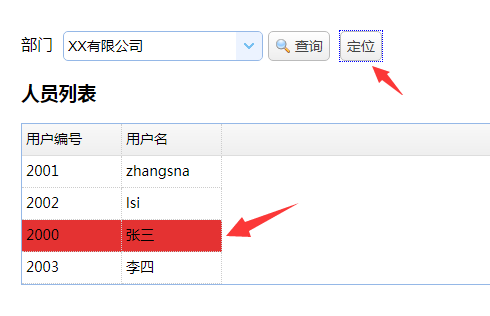 部门 XX有限公司 查询 定位
人员列表
用户编号 用户名
2001 zhangsna
2002 lsi
2000 张三
2003 李四